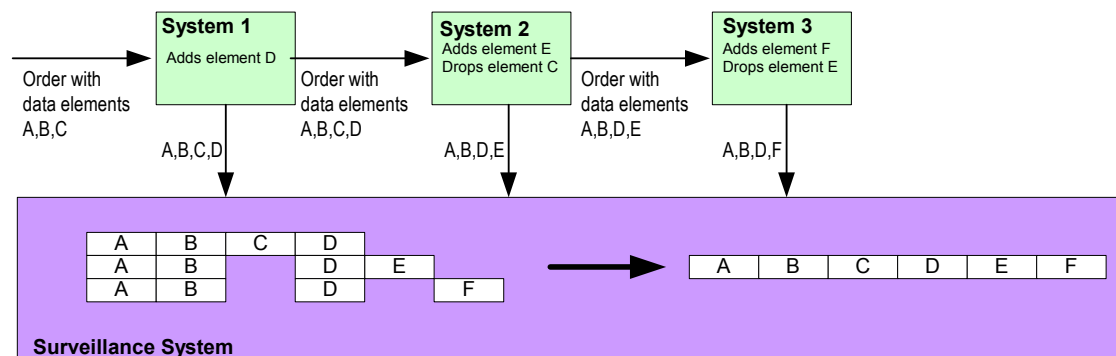 System 1
Adds element D
System 2
Adds element E
Drops element C
System 3
Adds element F
Drops element E
Order with
data elements
A,B,C
Order with
data elements
A,B,C,D
Order with
data elements
A,B,D,E
A,B,C,D
A,B,D,E
A,B,D,F
A B C D
A B D E
A B D F
A B C D E F
Surveillance System